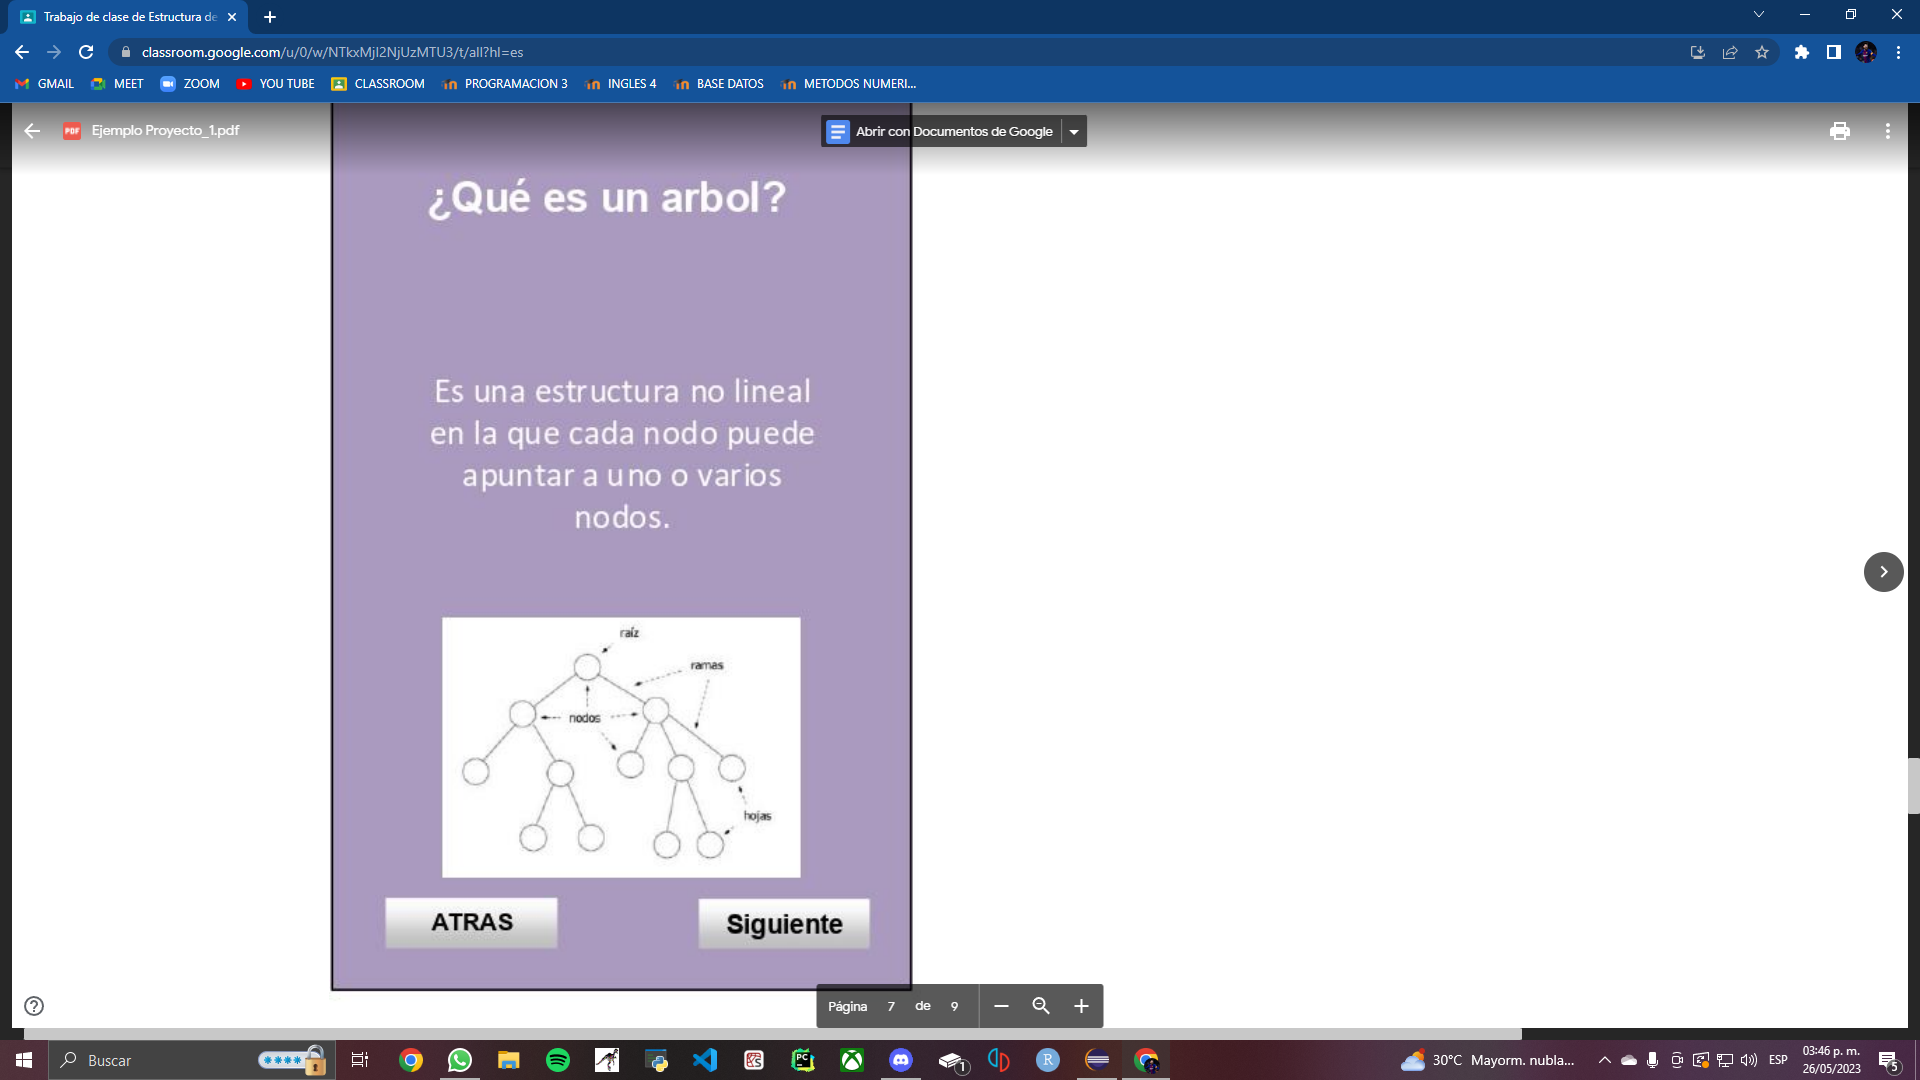 Trabajo de clase de Estructura de
classroom.google.com/u/0/w/NTkxMjI2NjUzMTU3/t/all?hl=es
GMAIL MEET ZOOM YOU TUBE CLASSROOM PROGRAMACION 3 INGLES 4 BASE DATOS METODOS NUMERI...
PDF Ejemplo Proyecto_1.pdf Abrir con Documentos de Google
¿Qué es un arbol?
Es una estructura no lineal
en la que cada nodo puede
apuntar a uno o varios
nodos.
raíz
ramas
nodos
hojas
ATRAS Siguiente
Página 7 de 9
Buscar
1
30°C Mayorm. nubla...
ESP
03:46 p. m.
26/05/2023
5